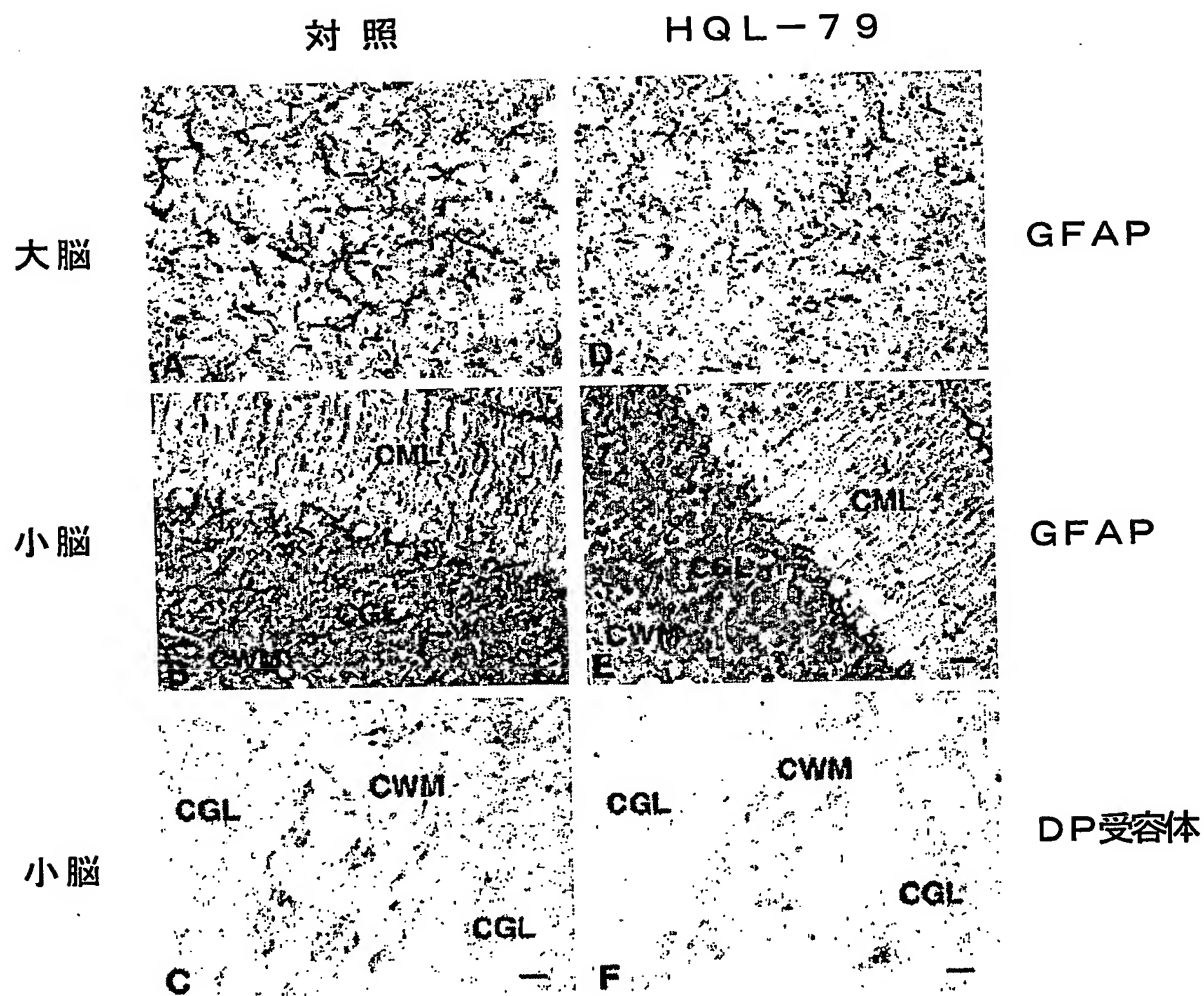 対照 HQL－79
大脳 A D GFAP
小脳 CML CML GFAP
CGL CGL
CWM CWM
B E
小脳 CGL CWM CGL CWM DP受容体
CGL CGL
C F